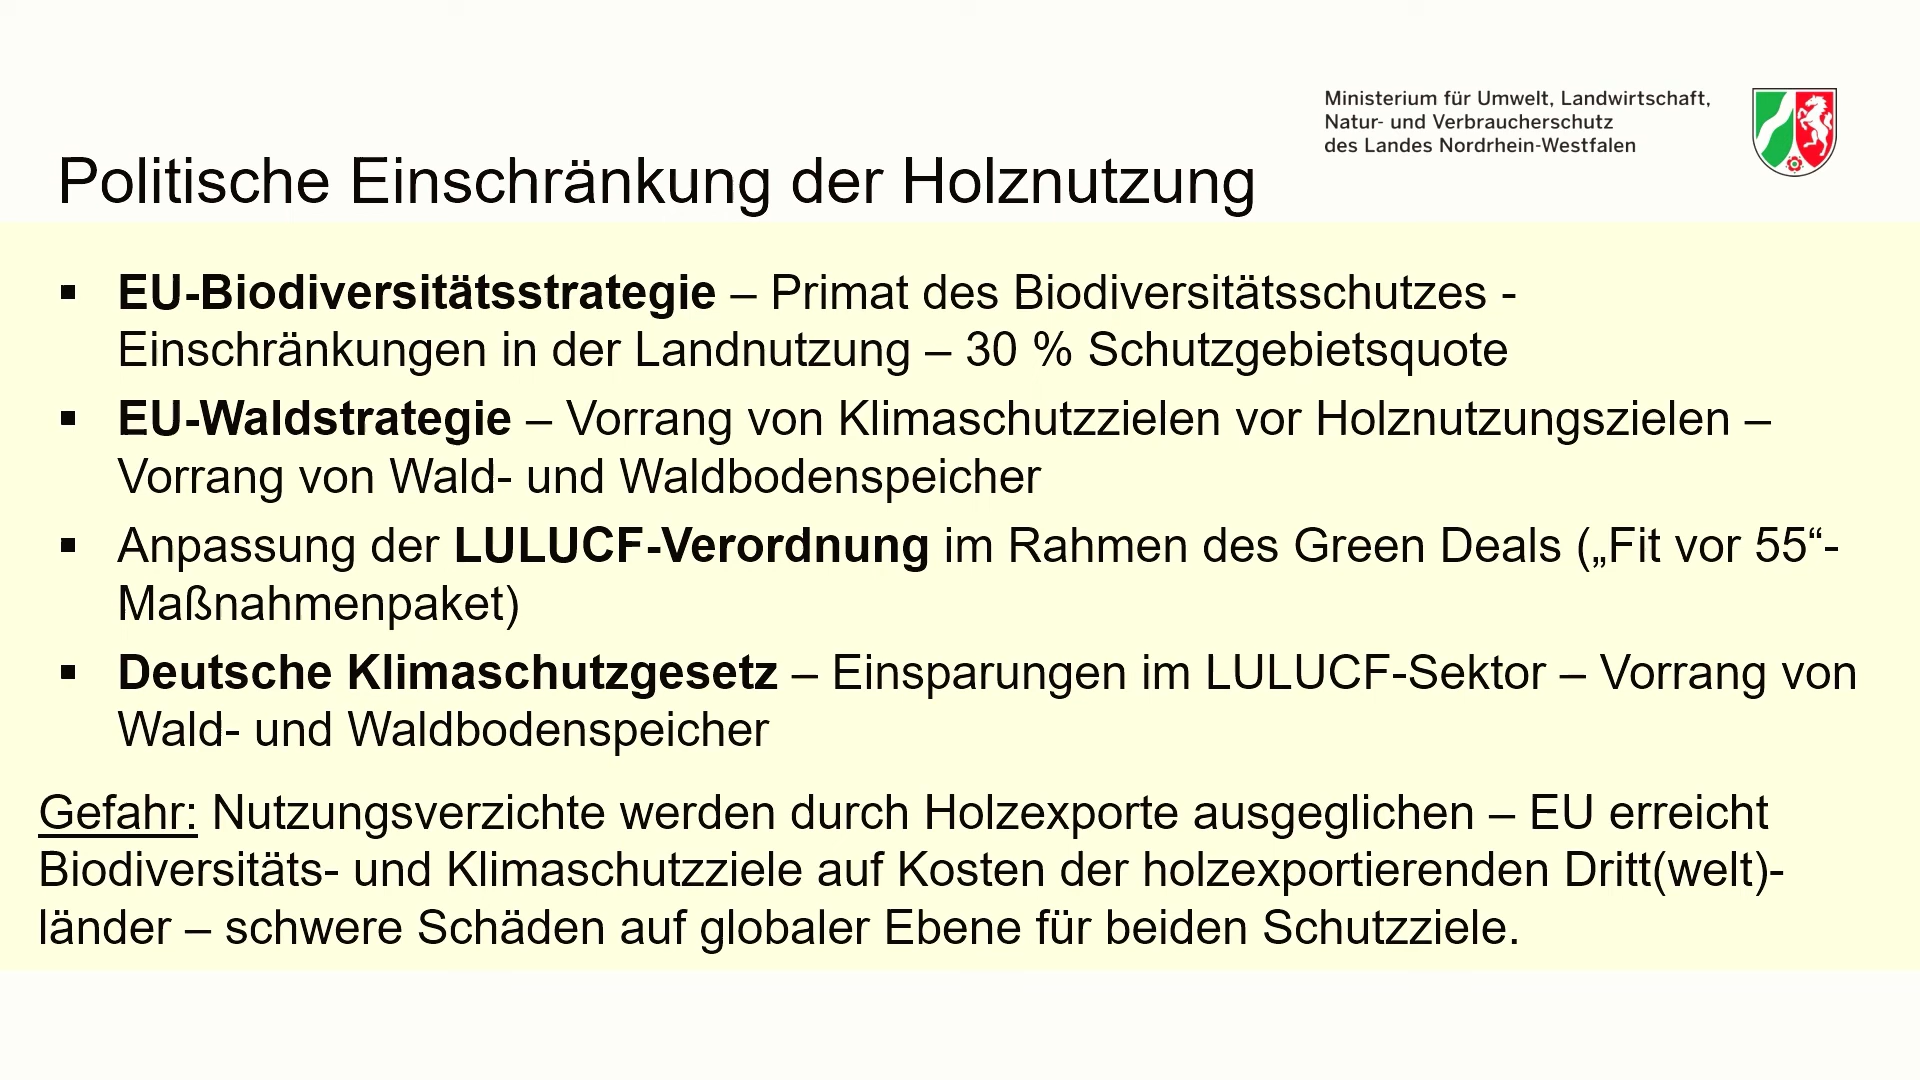 Ministerium für Umwelt, Landwirtschaft,
Natur- und Verbraucherschutz
des Landes Nordrhein-Westfalen
Politische Einschränkung der Holznutzung
▪ EU-Biodiversitätsstrategie – Primat des Biodiversitätsschutzes -
Einschränkungen in der Landnutzung – 30 % Schutzgebietsquote
▪ EU-Waldstrategie – Vorrang von Klimaschutzzielen vor Holznutzungszielen –
Vorrang von Wald- und Waldbodenspeicher
▪ Anpassung der LULUCF-Verordnung im Rahmen des Green Deals („Fit vor 55“-
Maßnahmenpaket)
▪ Deutsche Klimaschutzgesetz – Einsparungen im LULUCF-Sektor – Vorrang von
Wald- und Waldbodenspeicher
Gefahr: Nutzungsverzichte werden durch Holzexporte ausgeglichen – EU erreicht
Biodiversitäts- und Klimaschutzziele auf Kosten der holzexportierenden Dritt(welt)-
länder – schwere Schäden auf globaler Ebene für beiden Schutzziele.